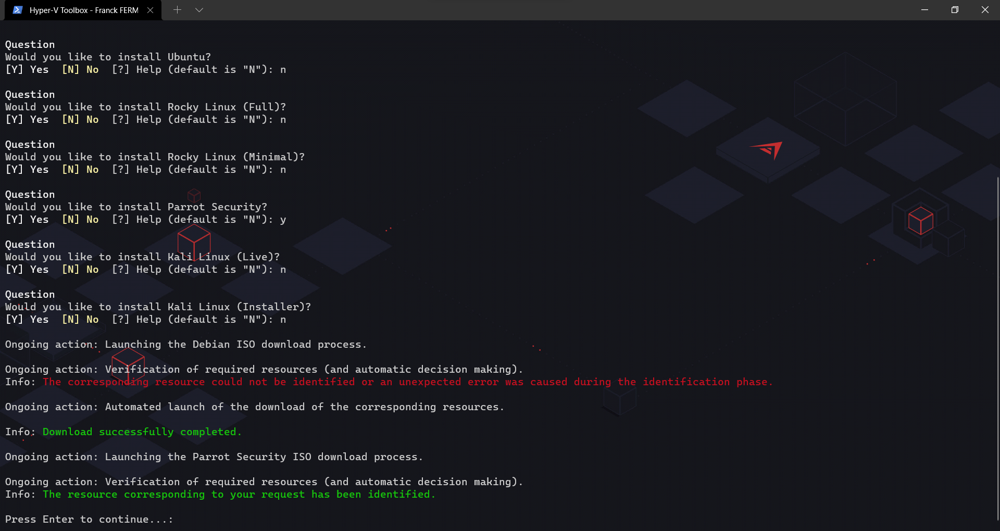 Hyper-V Toolbox - Franck FERM
Question
Would you like to install Ubuntu?
[Y] Yes  [N] No  [?] Help (default is "N"): n
Question
Would you like to install Rocky Linux (Full)?
[Y] Yes  [N] No  [?] Help (default is "N"): n
Question
Would you like to install Rocky Linux (Minimal)?
[Y] Yes  [N] No  [?] Help (default is "N"): n
Question
Would you like to install Parrot Security?
[Y] Yes  [N] No  [?] Help (default is "N"): y
Question
Would you like to install Kali Linux (Live)?
[Y] Yes  [N] No  [?] Help (default is "N"): n
Question
Would you like to install Kali Linux (Installer)?
[Y] Yes  [N] No  [?] Help (default is "N"): n
Ongoing action: Launching the Debian ISO download process.
Ongoing action: Verification of required resources (and automatic decision making).
Info: The corresponding resource could not be identified or an unexpected error was caused during the identification phase.
Ongoing action: Automated launch of the download of the corresponding resources.
Info: Download successfully completed.
Ongoing action: Launching the Parrot Security ISO download process.
Ongoing action: Verification of required resources (and automatic decision making).
Info: The resource corresponding to your request has been identified.
Press Enter to continue...: